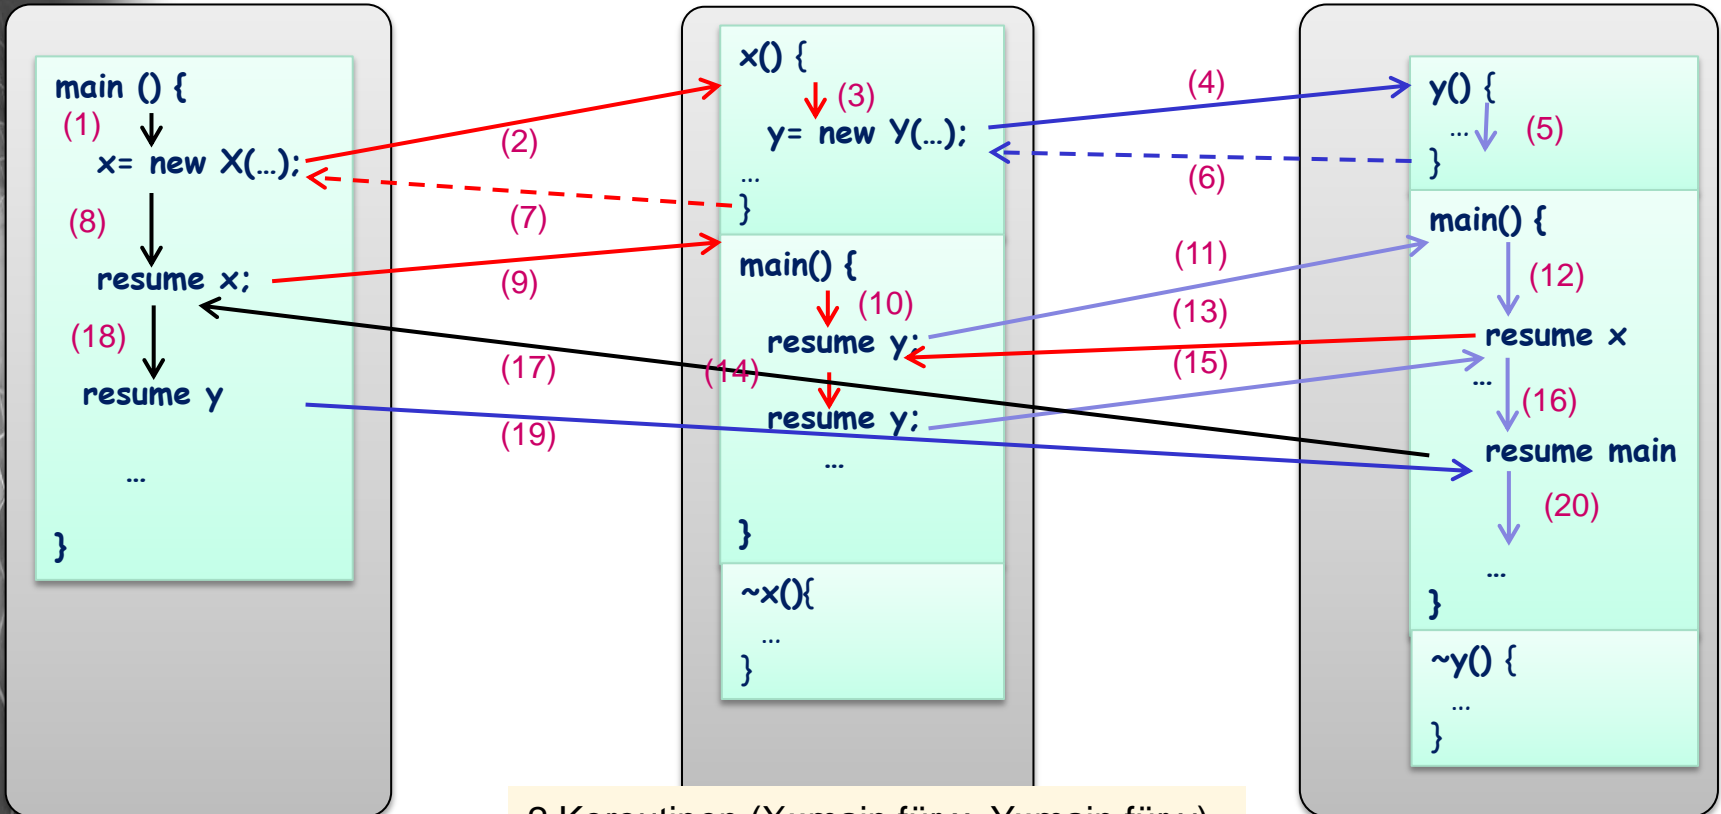 main () {
(1)
x= new X(...);
(8)
resume x;
(18)
resume y
...
}
(2)
(7)
(9)
(17)
(19)
x() {
(3)
y= new Y(...);
...
}
main() {
(10)
resume y;
(14)
resume y;
...
}
~x(){
...
}
(4)
(6)
(11)
(13)
(15)
y() {
... (5)
}
main() {
(12)
resume x
...
(16)
resume main
(20)
...
}
~y() {
...
}